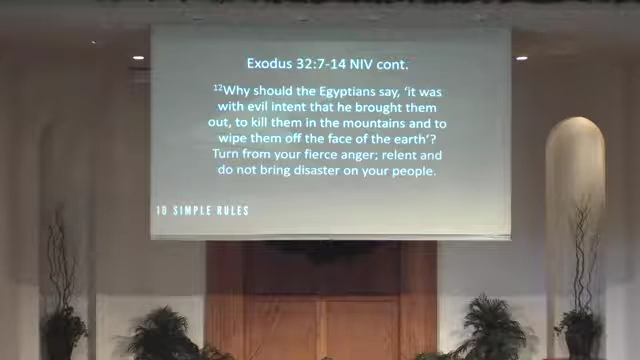 Exodus 32:7-14 NIV cont.
¹²Why should the Egyptians say, ‘it was
with evil intent that he brought them
out, to kill them in the mountains and to
wipe them off the face of the earth’?
Turn from your fierce anger; relent and
do not bring disaster on your people.
10 SIMPLE RULES